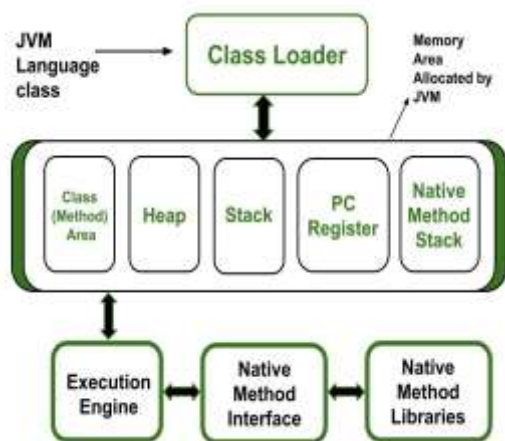 JVM
Language
class
Class Loader
Memory
Area
Allocated by
JVM
Class
(Method)
Area
Heap
Stack
PC
Register
Native
Method
Stack
Execution
Engine
Native
Method
Interface
Native
Method
Libraries